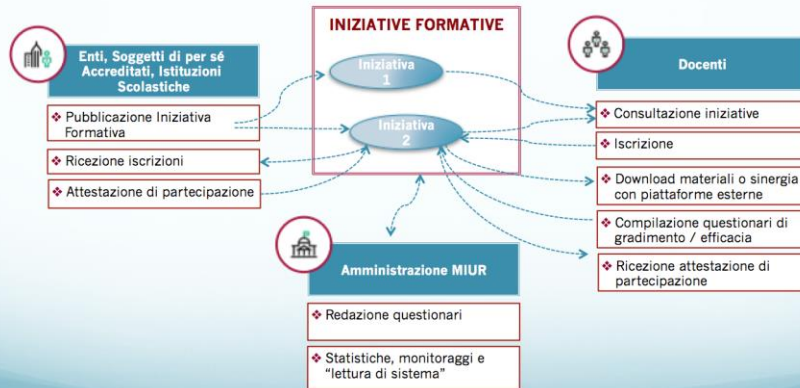 INIZIATIVE FORMATIVE
Iniziativa
1
Iniziativa
2
Enti, Soggetti di per sé
Accreditati, Istituzioni
Scolastiche
❖ Pubblicazione Iniziativa
Formativa
❖ Ricezione iscrizioni
❖ Attestazione di partecipazione
Docenti
❖ Consultazione iniziative
❖ Iscrizione
❖ Download materiali o sinergia
con piattaforme esterne
❖ Compilazione questionari di
gradimento / efficacia
❖ Ricezione attestazione di
partecipazione
Amministrazione MIUR
❖ Redazione questionari
❖ Statistiche, monitoraggi e
“lettura di sistema”